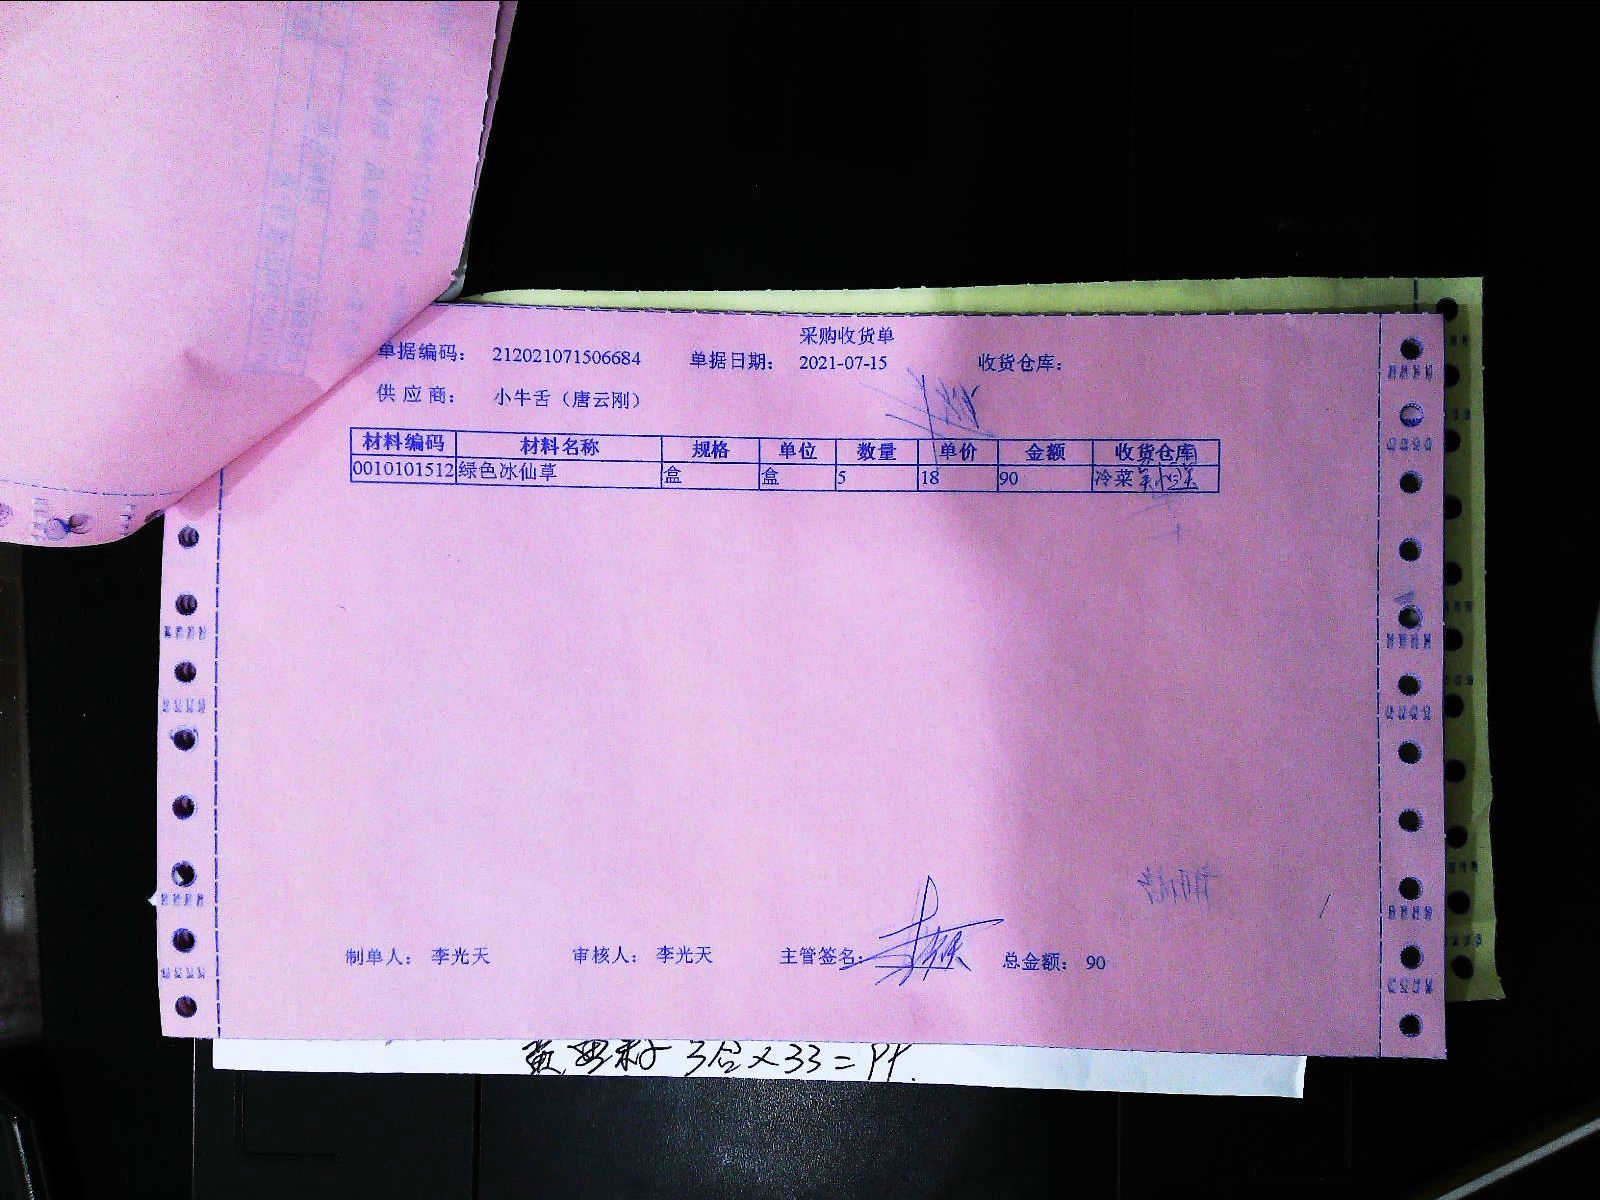 采购收货单
单据编码： 212021071506684 单据日期： 2021-07-15 收货仓库：
供应商： 小牛舌（唐云刚）
材料编码 材料名称 规格 单位 数量 单价 金额 收货仓库
0010101512 绿色冰仙草 盒 盒 5 18 90 冷菜
制单人： 李光天 审核人： 李光天 主管签名： 总金额： 90
3合×33=99.